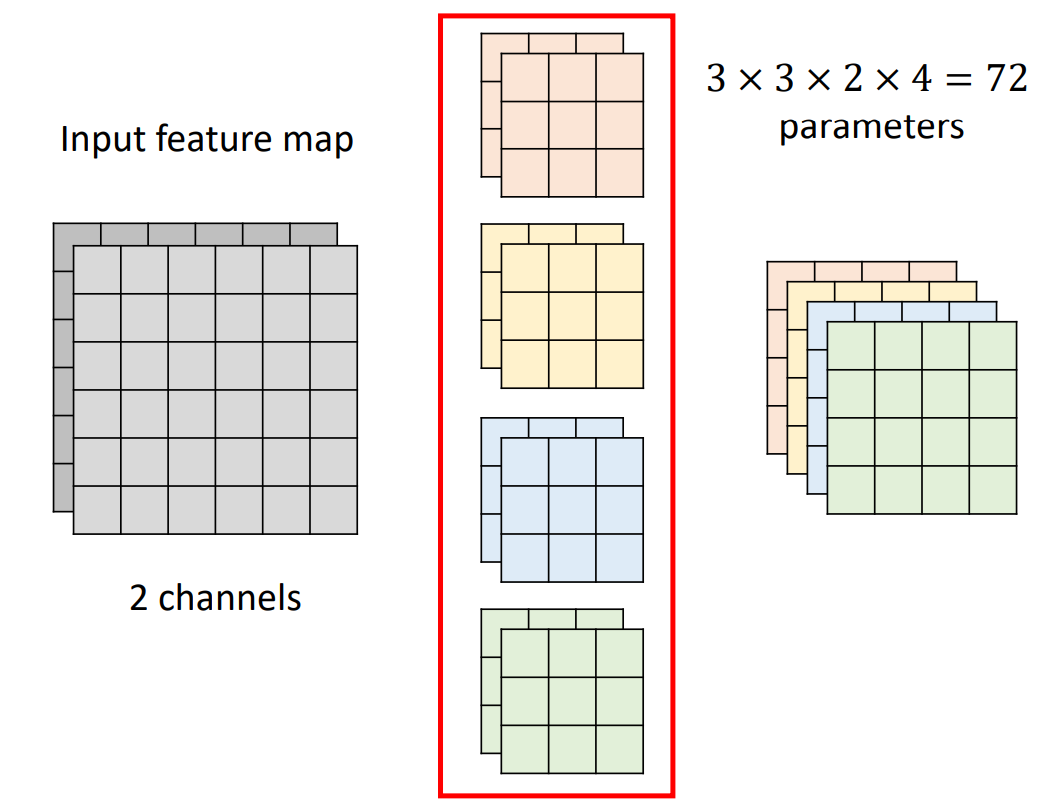 Input feature map
3 × 3 × 2 × 4 = 72
parameters
2 channels